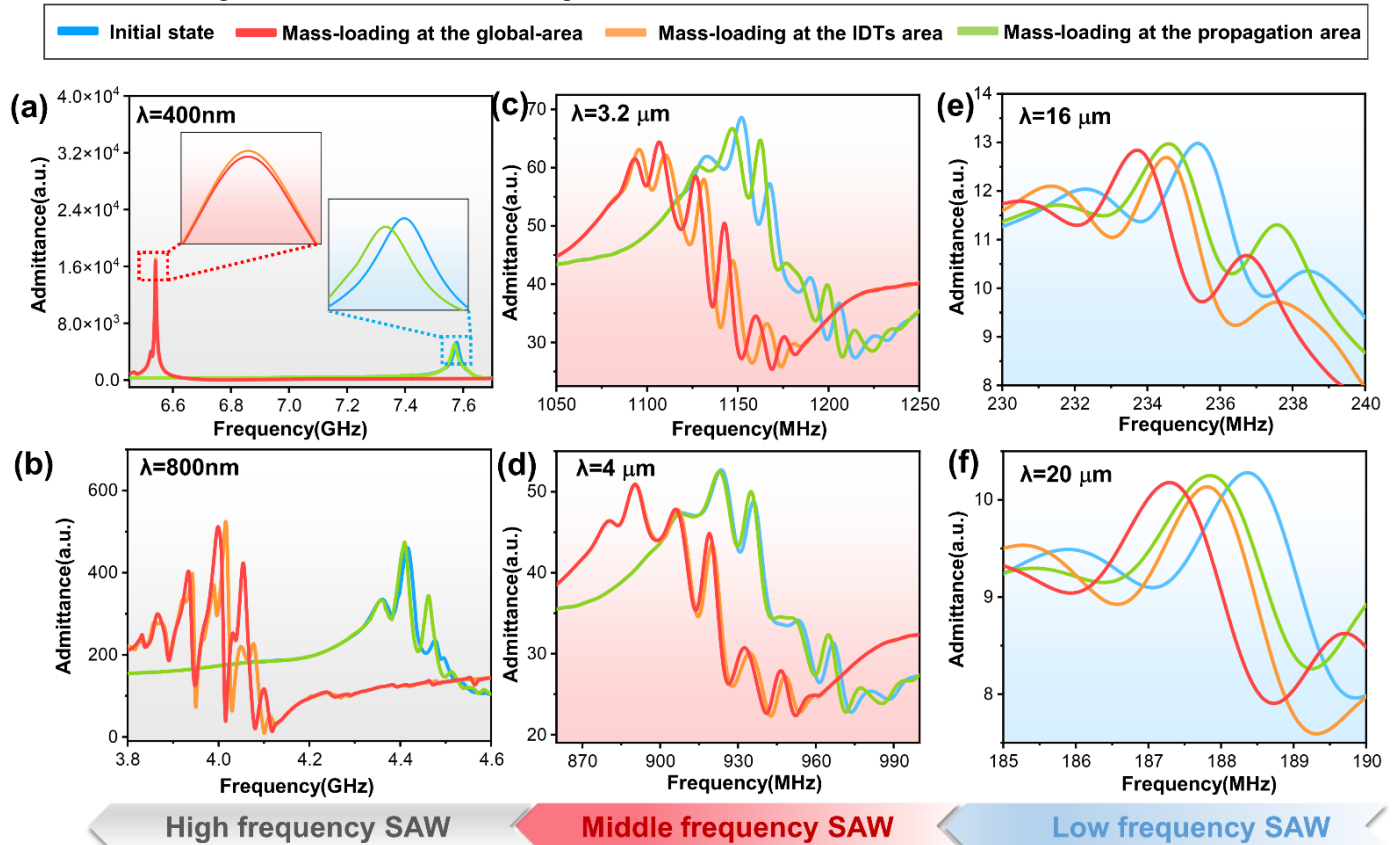 Initial state Mass-loading at the global-area Mass-loading at the IDTs area Mass-loading at the propagation area
(a)
λ=400nm
Admittance(a.u.)
4.0×10⁴
3.2×10⁴
2.4×10⁴
1.6×10⁴
8.0×10³
0.0
6.6 6.8 7.0 7.2 7.4 7.6
Frequency(GHz)
(c)
λ=3.2 μm
Admittance(a.u.)
70
60
50
40
30
1050 1100 1150 1200 1250
Frequency(MHz)
(e)
λ=16 μm
Admittance(a.u.)
14
13
12
11
10
9
8
230 232 234 236 238 240
Frequency(MHz)
(b)
λ=800nm
Admittance(a.u.)
600
400
200
0
3.8 4.0 4.2 4.4 4.6
Frequency(GHz)
(d)
λ=4 μm
Admittance(a.u.)
50
40
30
20
870 900 930 960 990
Frequency(MHz)
(f)
λ=20 μm
Admittance(a.u.)
10
9
8
185 186 187 188 189 190
Frequency(MHz)
High frequency SAW
Middle frequency SAW
Low frequency SAW